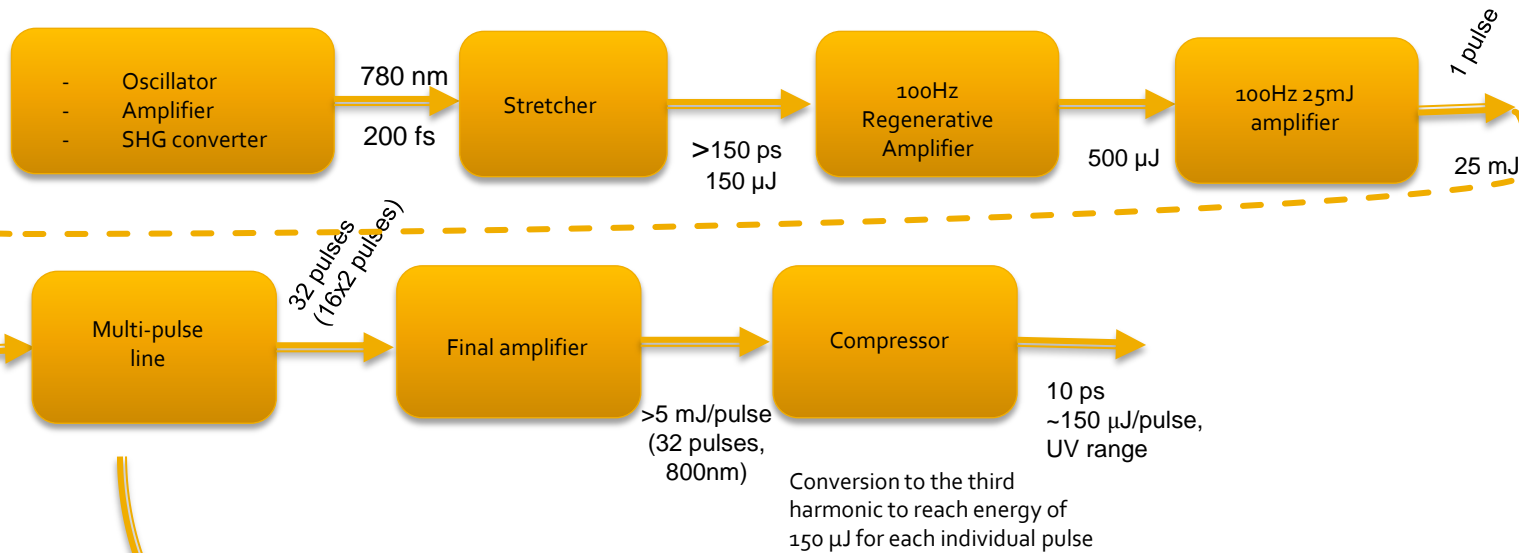 - Oscillator
- Amplifier
- SHG converter
780 nm
200 fs
Stretcher
>150 ps
150 µJ
100Hz
Regenerative
Amplifier
500 µJ
100Hz 25mJ
amplifier
1 pulse
25 mJ
Multi-pulse
line
32 pulses
(16x2 pulses)
Final amplifier
>5 mJ/pulse
(32 pulses,
800nm)
Compressor
10 ps
~150 µJ/pulse,
UV range
Conversion to the third
harmonic to reach energy of
150 µJ for each individual pulse